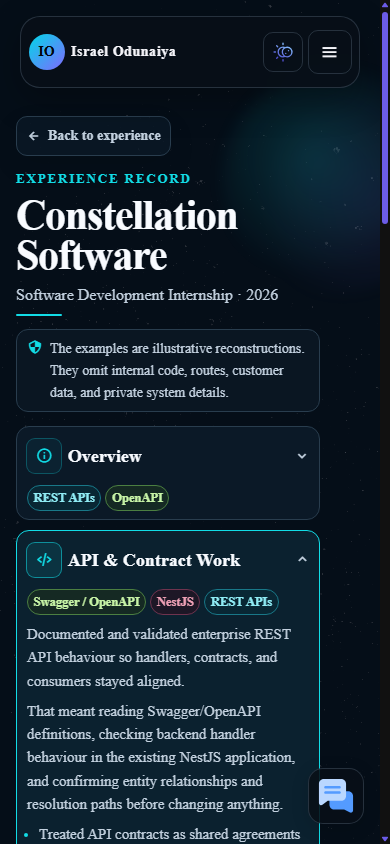 IO Israel Odunaiya
← Back to experience
EXPERIENCE RECORD
Constellation
Software
Software Development Internship · 2026
The examples are illustrative reconstructions.
They omit internal code, routes, customer
data, and private system details.
Overview
REST APIs OpenAPI
</> API & Contract Work
Swagger / OpenAPI NestJS REST APIs
Documented and validated enterprise REST
API behaviour so handlers, contracts, and
consumers stayed aligned.
That meant reading Swagger/OpenAPI
definitions, checking backend handler
behaviour in the existing NestJS application,
and confirming entity relationships and
resolution paths before changing anything.
• Treated API contracts as shared agreements